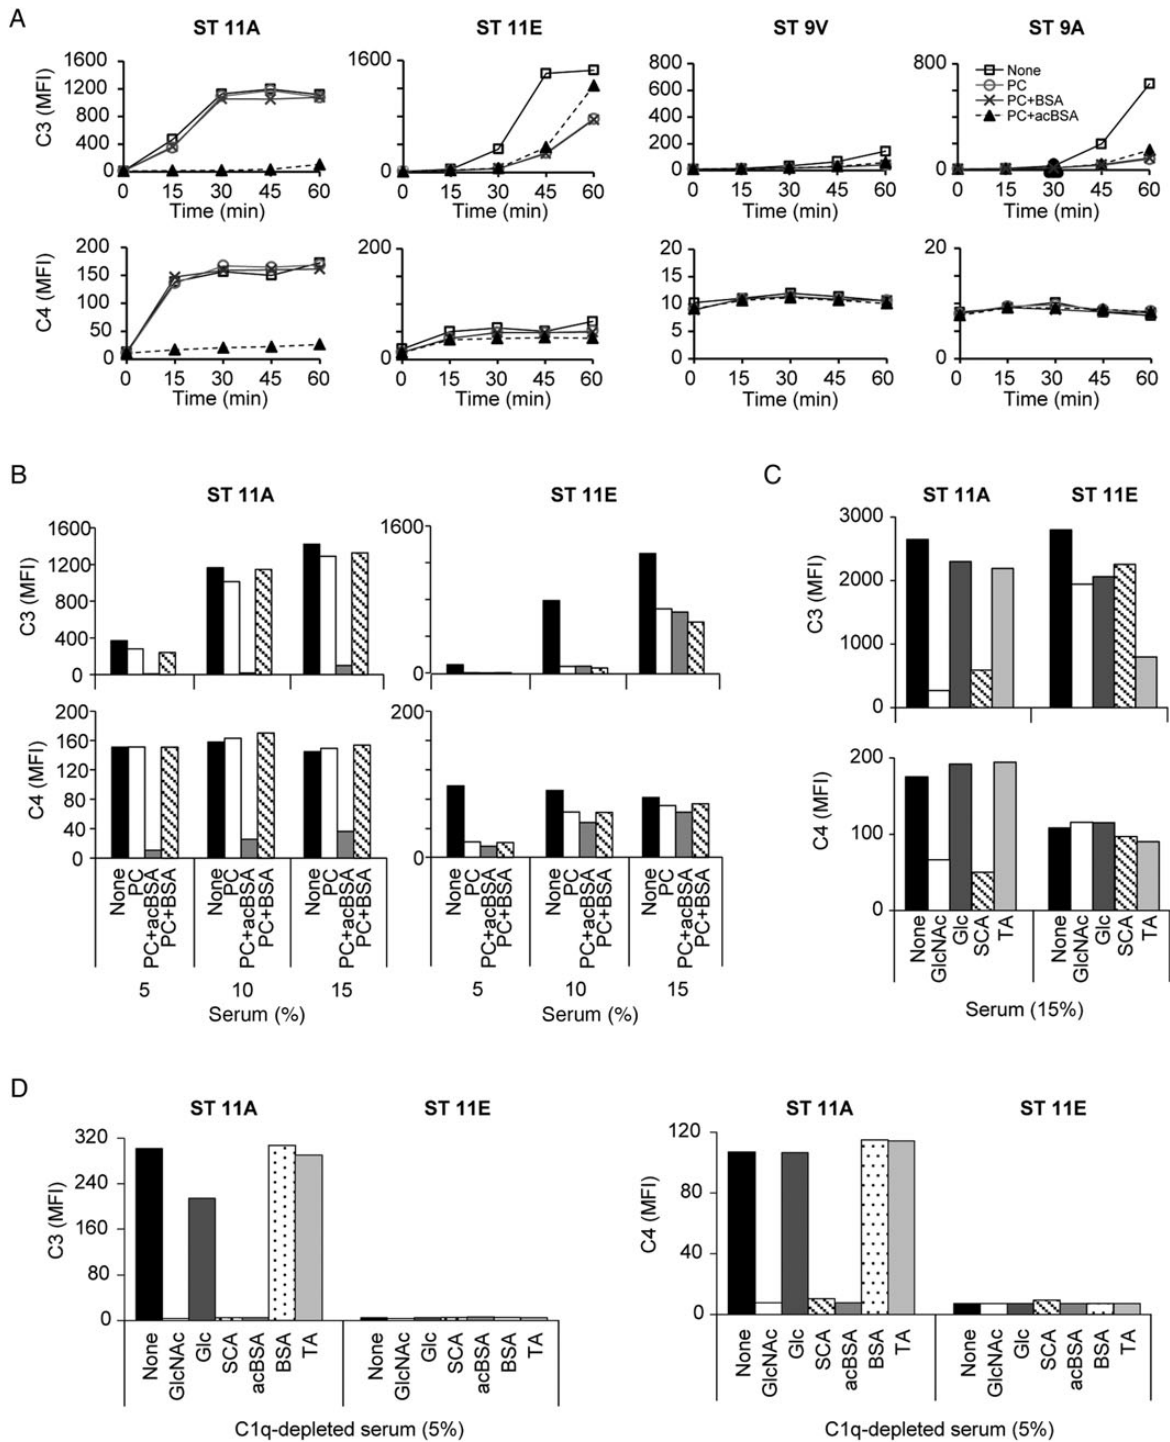 A
ST 11A ST 11E ST 9V ST 9A
C3 (MFI)
1600
1200
800
400
0
0 15 30 45 60
Time (min)
1600
0
0 15 30 45 60
Time (min)
800
600
400
200
0
0 15 30 45 60
Time (min)
800
0
0 15 30 45 60
Time (min)
None
PC
PC+BSA
PC+acBSA
C4 (MFI)
200
150
100
50
0
0 15 30 45 60
Time (min)
200
0
0 15 30 45 60
Time (min)
20
15
10
5
0
0 15 30 45 60
Time (min)
20
0
0 15 30 45 60
Time (min)
B
ST 11A ST 11E
C3 (MFI)
1600
1200
800
400
0
1600
0
C4 (MFI)
200
160
120
80
40
0
200
0
None PC PC+acBSA PC+BSA None PC PC+acBSA PC+BSA None PC PC+acBSA PC+BSA
5 10 15
Serum (%)
None PC PC+acBSA PC+BSA None PC PC+acBSA PC+BSA None PC PC+acBSA PC+BSA
5 10 15
Serum (%)
C
ST 11A ST 11E
C3 (MFI)
3000
2000
1000
0
C4 (MFI)
200
100
0
None GlcNAc Glc SCA TA None GlcNAc Glc SCA TA
Serum (15%)
D
ST 11A ST 11E
C3 (MFI)
320
240
160
80
0
None GlcNAc Glc SCA acBSA BSA TA None GlcNAc Glc SCA acBSA BSA TA
C1q-depleted serum (5%)
ST 11A ST 11E
C4 (MFI)
120
80
40
0
None GlcNAc Glc SCA acBSA BSA TA None GlcNAc Glc SCA acBSA BSA TA
C1q-depleted serum (5%)